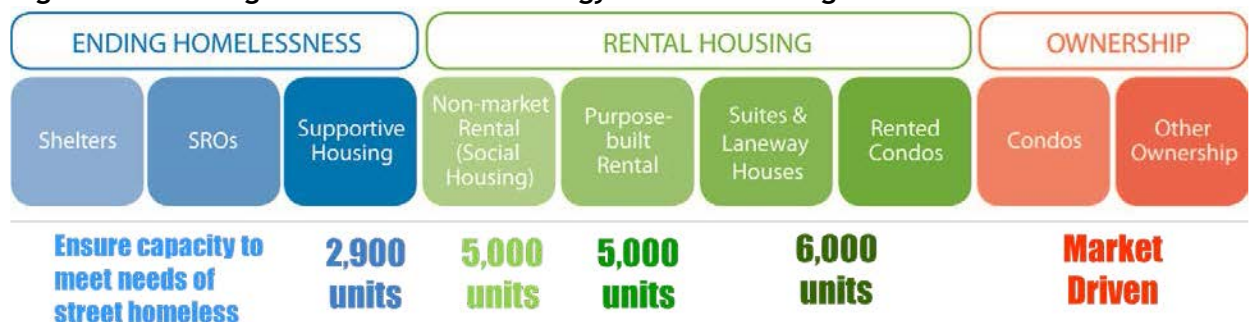 ENDING HOMELESSNESS
RENTAL HOUSING
OWNERSHIP
Shelters
SROs
Supportive
Housing
Non-market
Rental
(Social
Housing)
Purpose-
built
Rental
Suites &
Laneway
Houses
Rented
Condos
Condos
Other
Ownership
Ensure capacity to
meet needs of
street homeless
2,900
units
5,000
units
5,000
units
6,000
units
Market
Driven